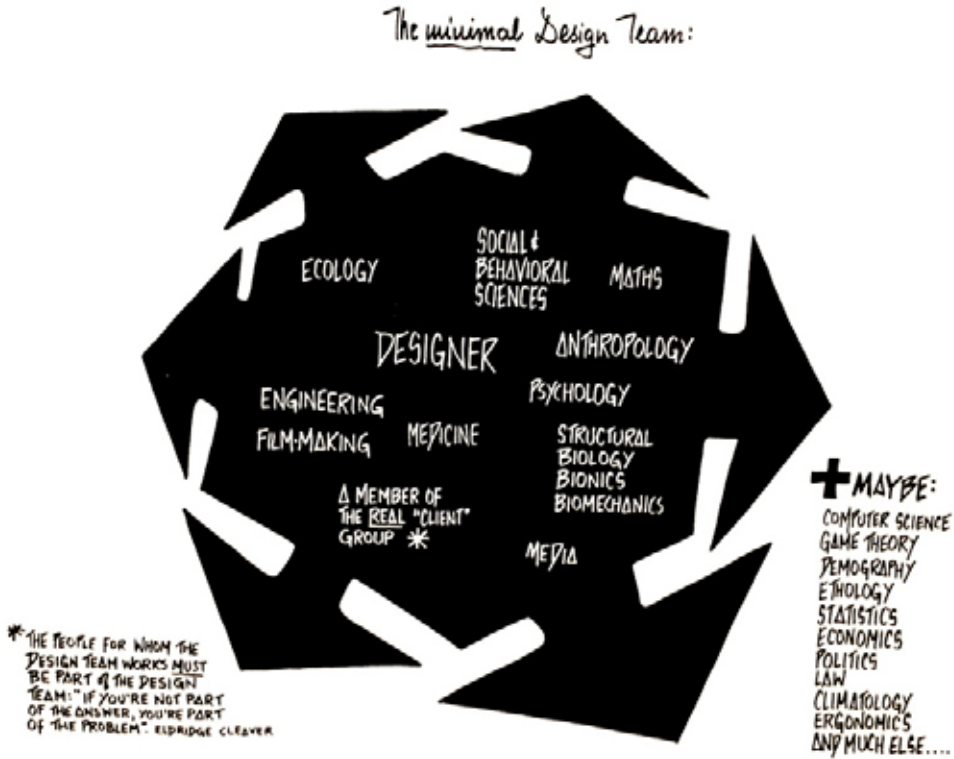 The minimal Design Team:
ECOLOGY
SOCIAL &
BEHAVIORAL
SCIENCES
MATHS
DESIGNER
ANTHROPOLOGY
PSYCHOLOGY
ENGINEERING
FILM-MAKING
MEDICINE
STRUCTURAL
BIOLOGY
BIONICS
BIOMECHANICS
A MEMBER OF
THE REAL "CLIENT"
GROUP *
MEDIA
+ MAYBE:
COMPUTER SCIENCE
GAME THEORY
DEMOGRAPHY
ETHOLOGY
STATISTICS
ECONOMICS
POLITICS
LAW
CLIMATOLOGY
ERGONOMICS
AND MUCH ELSE....
* THE PEOPLE FOR WHOM THE
DESIGN TEAM WORKS MUST
BE PART of THE DESIGN
TEAM: "IF YOU'RE NOT PART
OF THE ANSWER, YOU'RE PART
OF THE PROBLEM". ELDRIDGE CLEAVER